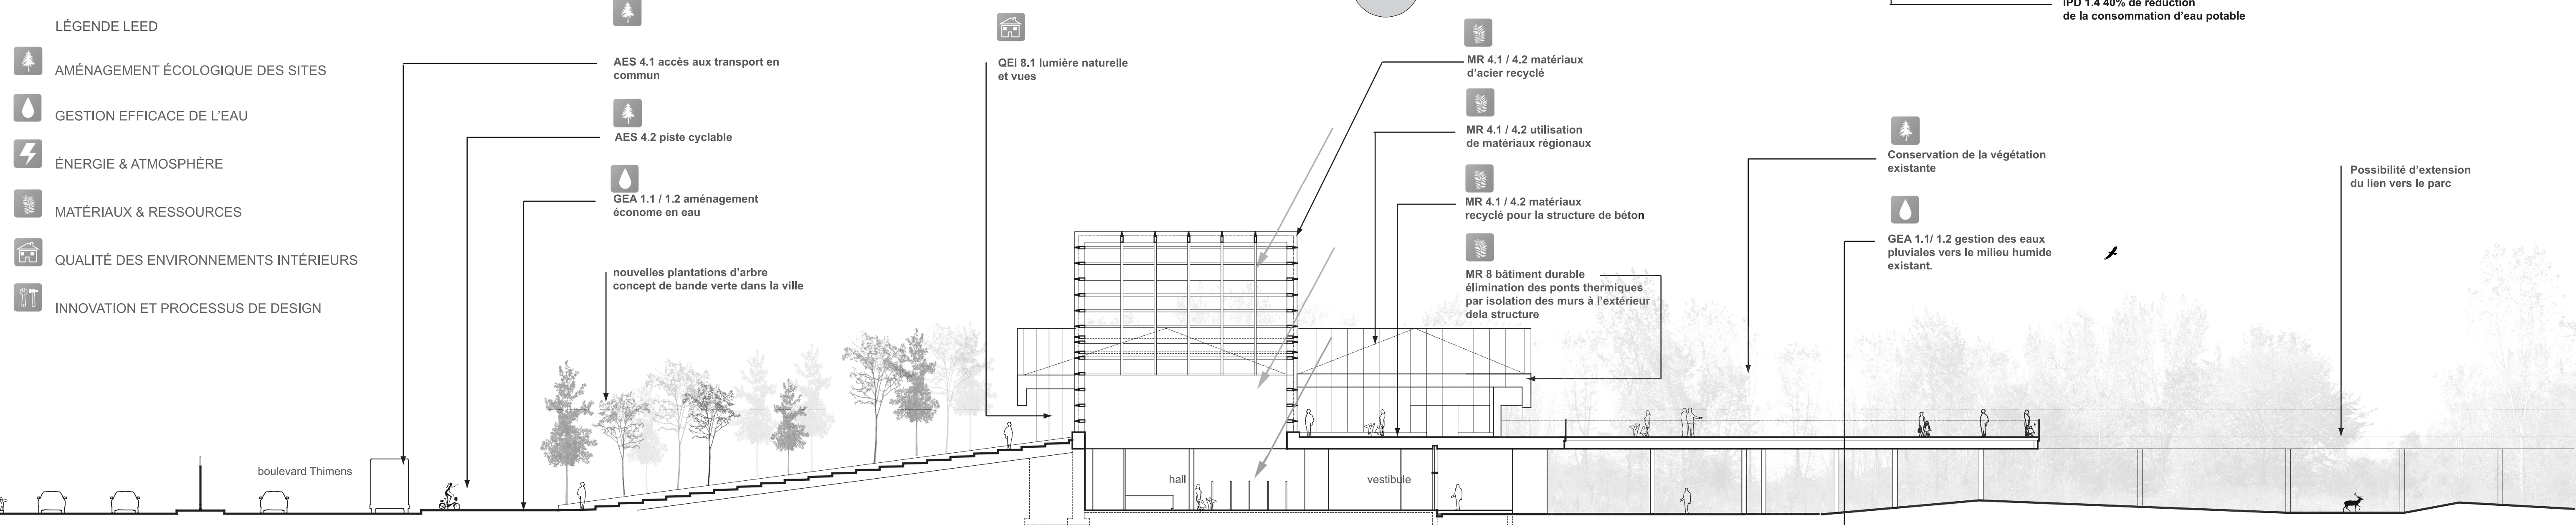 LÉGENDE LEED
AMÉNAGEMENT ÉCOLOGIQUE DES SITES
GESTION EFFICACE DE L'EAU
ÉNERGIE & ATMOSPHÈRE
MATÉRIAUX & RESSOURCES
QUALITÉ DES ENVIRONNEMENTS INTÉRIEURS
INNOVATION ET PROCESSUS DE DESIGN
AES 4.1 accès aux transport en
commun
AES 4.2 piste cyclable
GEA 1.1 / 1.2 aménagement
économe en eau
nouvelles plantations d'arbre
concept de bande verte dans la ville
boulevard Thimens
QEI 8.1 lumière naturelle
et vues
MR 4.1 / 4.2 matériaux
d'acier recyclé
MR 4.1 / 4.2 utilisation
de matériaux régionaux
MR 4.1 / 4.2 matériaux
recyclé pour la structure de béton
MR 8 bâtiment durable
élimination des ponts thermiques
par isolation des murs à l'extérieur
dela structure
hall
vestibule
IPD 1.4 40% de réduction
de la consommation d'eau potable
Conservation de la végétation
existante
GEA 1.1/ 1.2 gestion des eaux
pluviales vers le milieu humide
existant.
Possibilité d'extension
du lien vers le parc